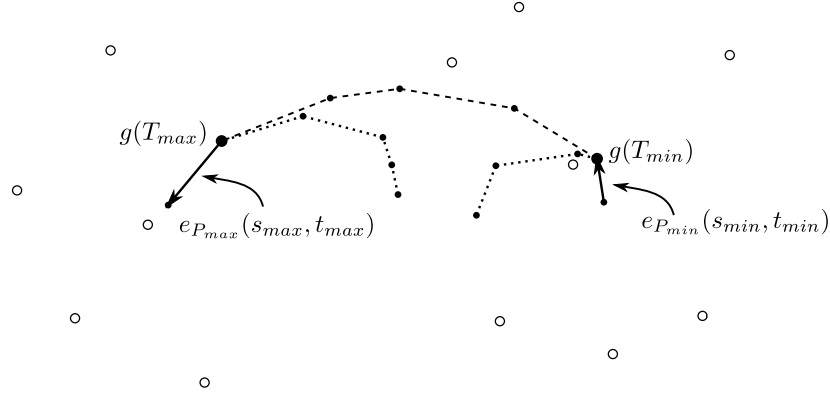 g(T_{max})
g(T_{min})
e_{P_{max}}(s_{max}, t_{max})
e_{P_{min}}(s_{min}, t_{min})